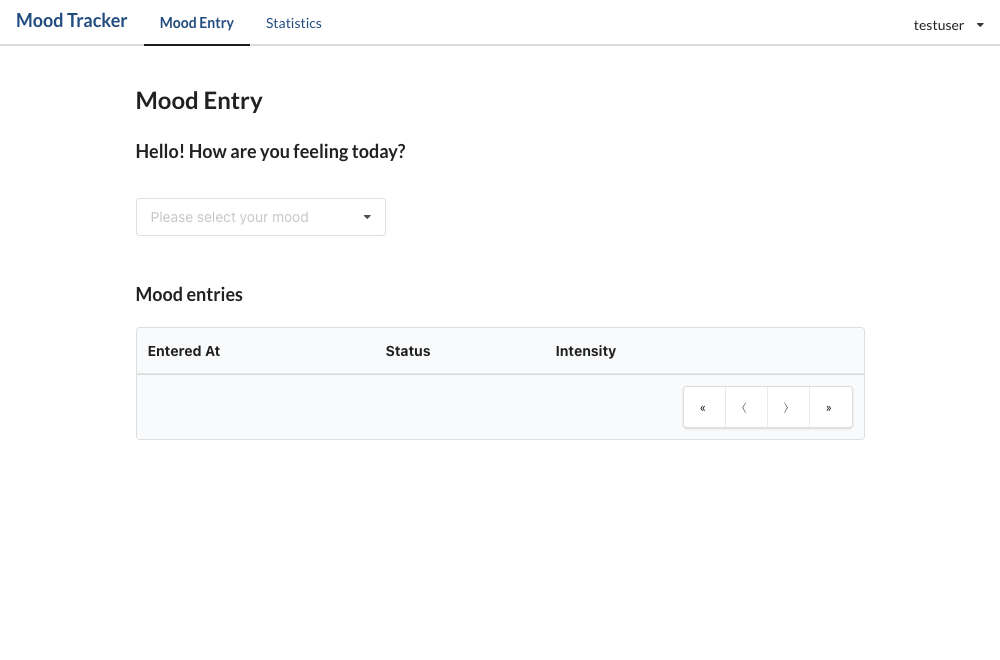 Mood Tracker Mood Entry Statistics testuser
Mood Entry
Hello! How are you feeling today?
Please select your mood
Mood entries
Entered At Status Intensity
« ⟨ ⟩ »